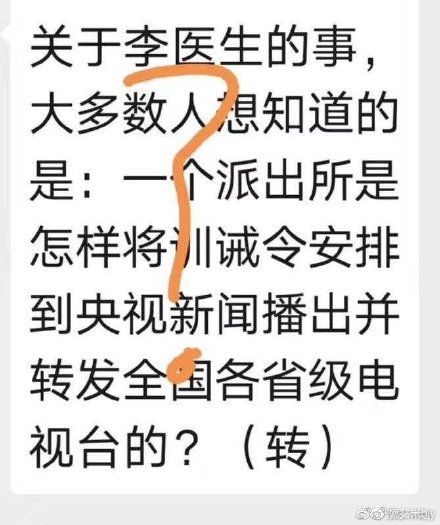 关于李医生的事，
大多数人想知道的
是：一个派出所是
怎样将训诫令安排
到央视新闻播出并
转发全国各省级电
视台的？（转）